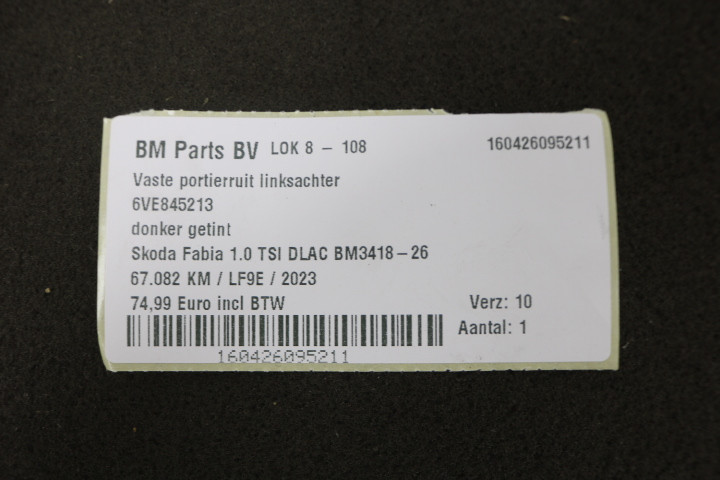 BM Parts BV LOK 8 - 108 160426095211
Vaste portierruit linksachter
6VE845213
donker getint
Skoda Fabia 1.0 TSI DLAC BM3418-26
67.082 KM / LF9E / 2023
74,99 Euro incl BTW Verz: 10
Aantal: 1
160426095211